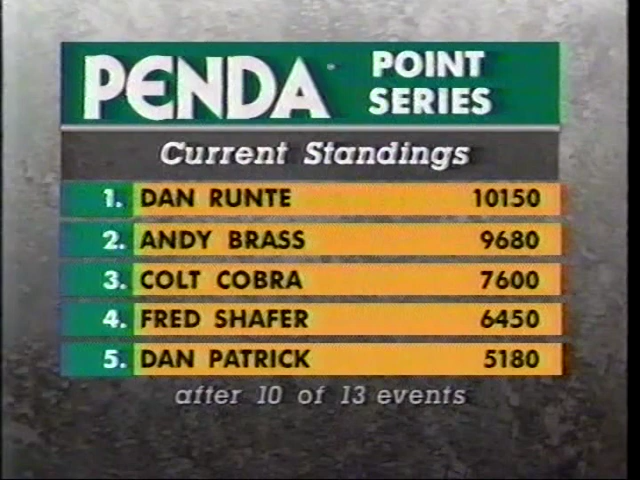 PENDA POINT SERIES
Current Standings
1. DAN RUNTE 10150
2. ANDY BRASS 9680
3. COLT COBRA 7600
4. FRED SHAFER 6450
5. DAN PATRICK 5180
after 10 of 13 events